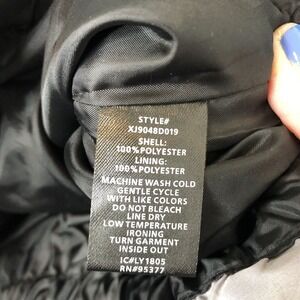 STYLE#
XJ9048D019
SHELL:
100%POLYESTER
LINING:
100%POLYESTER
MACHINE WASH COLD
GENTLE CYCLE
WITH LIKE COLORS
DO NOT BLEACH
LINE DRY
LOW TEMPERATURE
IRONING
TURN GARMENT
INSIDE OUT
IC#LY1805
RN#95377